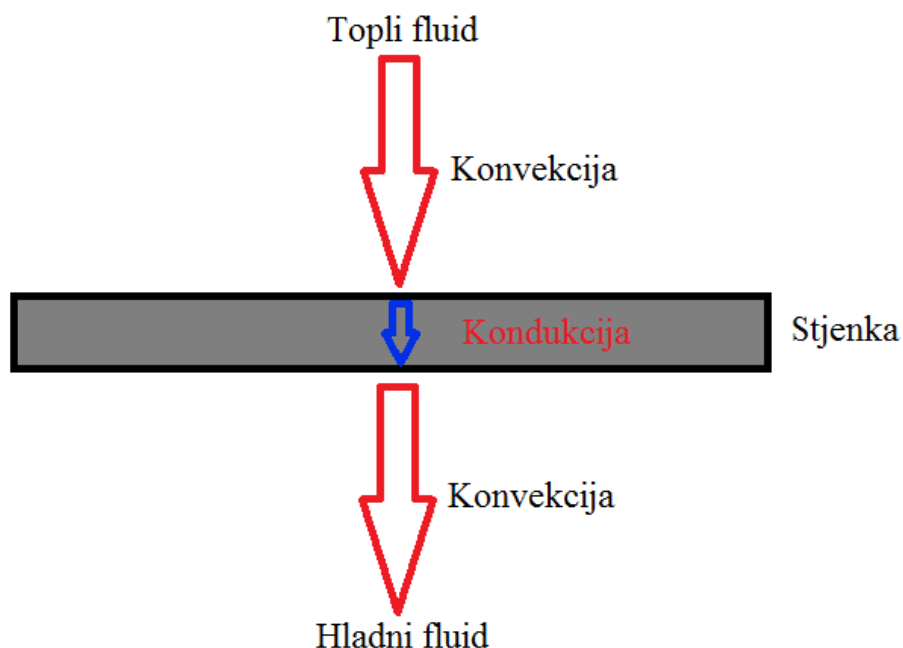 Topli fluid
Konvekcija
Kondukcija
Stjenka
Konvekcija
Hladni fluid